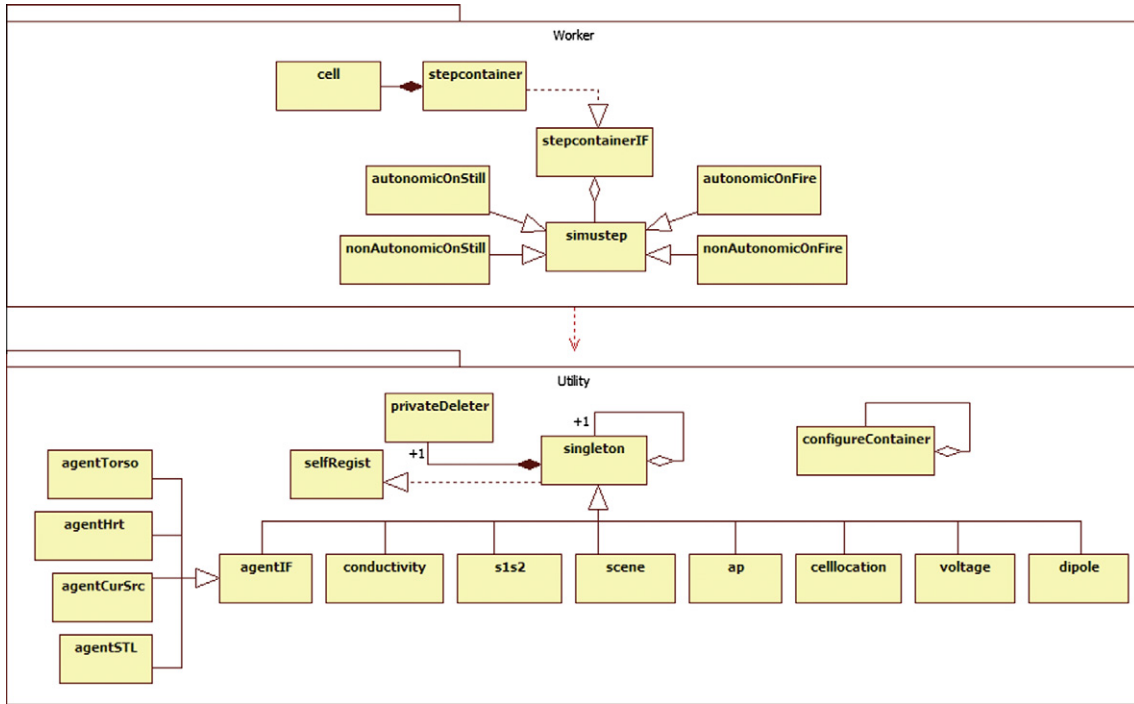 Worker
cell
stepcontainer
stepcontainerIF
autonomicOnStill
autonomicOnFire
simustep
nonAutonomicOnStill
nonAutonomicOnFire
Utility
privateDeleter
+1
+1
singleton
configureContainer
selfRegist
agentTorso
agentHrt
agentCurSrc
agentSTL
agentIF
conductivity
s1s2
scene
ap
celllocation
voltage
dipole